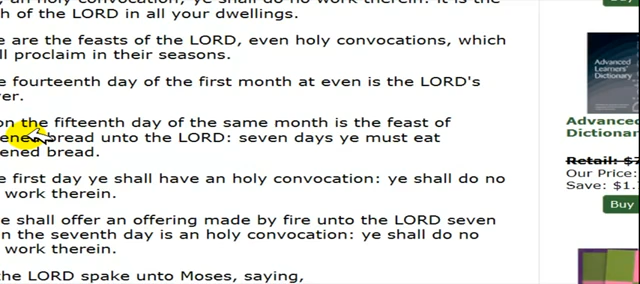 , an holy convocation; ye shall do no work therein: it is the
h of the LORD in all your dwellings.
e are the feasts of the LORD, even holy convocations, which
ll proclaim in their seasons.
e fourteenth day of the first month at even is the LORD's
ver.
on the fifteenth day of the same month is the feast of
ened bread unto the LORD: seven days ye must eat
ened bread.
e first day ye shall have an holy convocation: ye shall do no
work therein.
e shall offer an offering made by fire unto the LORD seven
n the seventh day is an holy convocation: ye shall do no
work therein.
the LORD spake unto Moses, saying,
Buy
Advanced
Learners'
Dictionary
Advanced
Dictionar
Retail: $7
Our Price:
Save: $1.
Buy